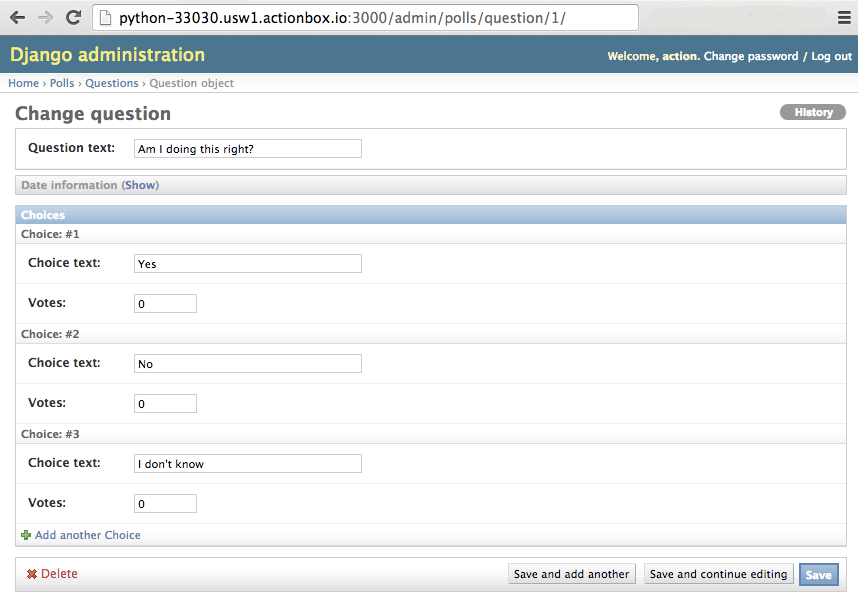 python-33030.usw1.actionbox.io:3000/admin/polls/question/1/
Django administration
Welcome, action. Change password / Log out
Home › Polls › Questions › Question object
Change question
History
Question text: Am I doing this right?
Date information (Show)
Choices
Choice: #1
Choice text: Yes
Votes: 0
Choice: #2
Choice text: No
Votes: 0
Choice: #3
Choice text: I don't know
Votes: 0
Add another Choice
Delete Save and add another Save and continue editing Save